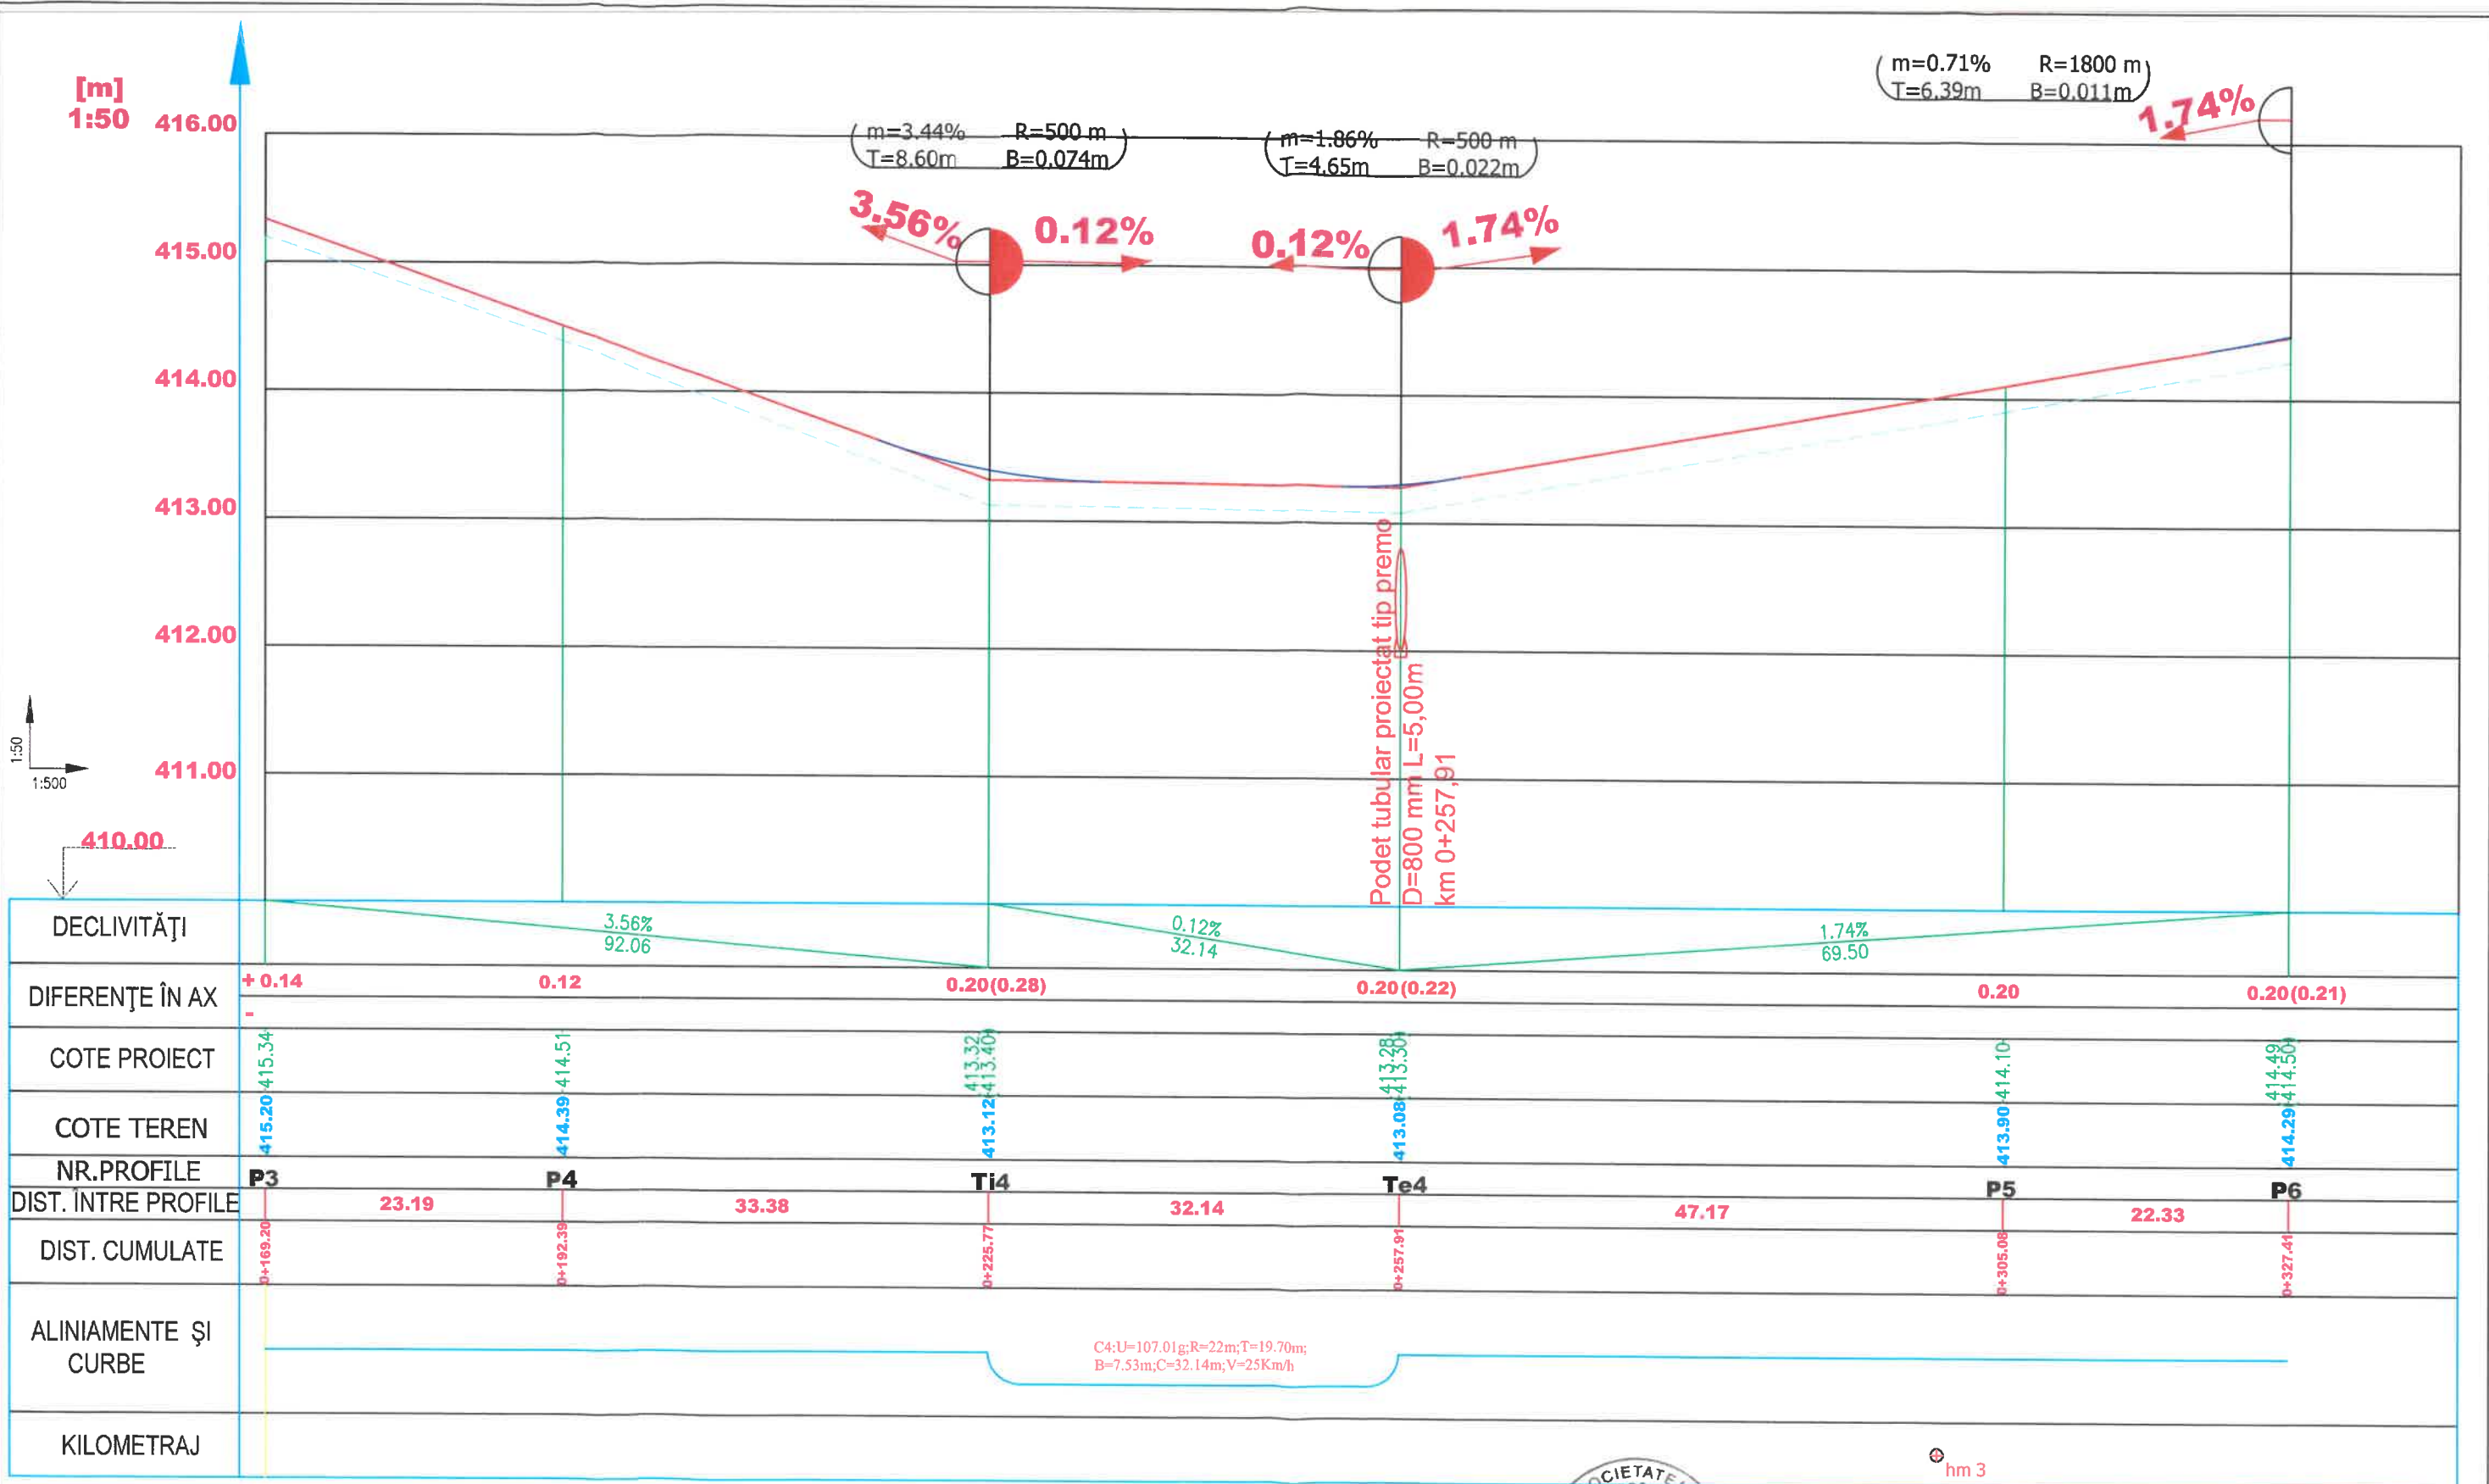 [m]
1:50
416.00
415.00
414.00
413.00
412.00
411.00
410.00
1:50
1:500
m=3.44% R=500 m
T=8.60m B=0.074m
m=1.86% R=500 m
T=4.65m B=0.022m
m=0.71% R=1800 m
T=6.39m B=0.011m
3.56% 0.12%
0.12% 1.74%
1.74%
Podet tubular proiectat tip premo
D=800 mm L=5,00m
km 0+257,91
DECLIVITĂŢI
3.56%
92.06
0.12%
32.14
1.74%
69.50
DIFERENŢE ÎN AX
+ 0.14 0.12 0.20(0.28) 0.20(0.22) 0.20 0.20(0.21)
-
COTE PROIECT
415.34 414.51 413.32 413.40 413.28 413.30 414.10 414.49 414.50
COTE TEREN
415.20 414.39 413.12 413.08 413.90 414.29
NR.PROFILE
P3 P4 Ti4 Te4 P5 P6
DIST. ÎNTRE PROFILE
23.19 33.38 32.14 47.17 22.33
DIST. CUMULATE
0+169.20 0+192.39 0+225.77 0+257.91 0+305.08 0+327.41
ALINIAMENTE ŞI
CURBE
C4:U=107.01g;R=22m;T=19.70m;
B=7.53m;C=32.14m;V=25Km/h
KILOMETRAJ
hm 3